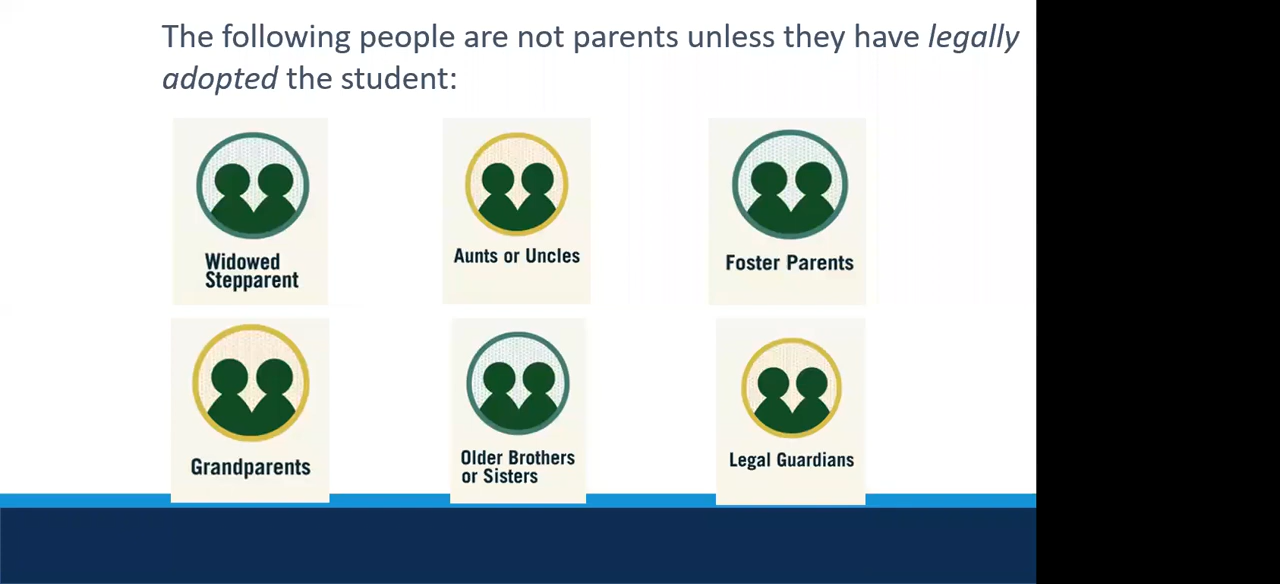 The following people are not parents unless they have legally
adopted the student:
Widowed
Stepparent
Aunts or Uncles
Foster Parents
Grandparents
Older Brothers
or Sisters
Legal Guardians